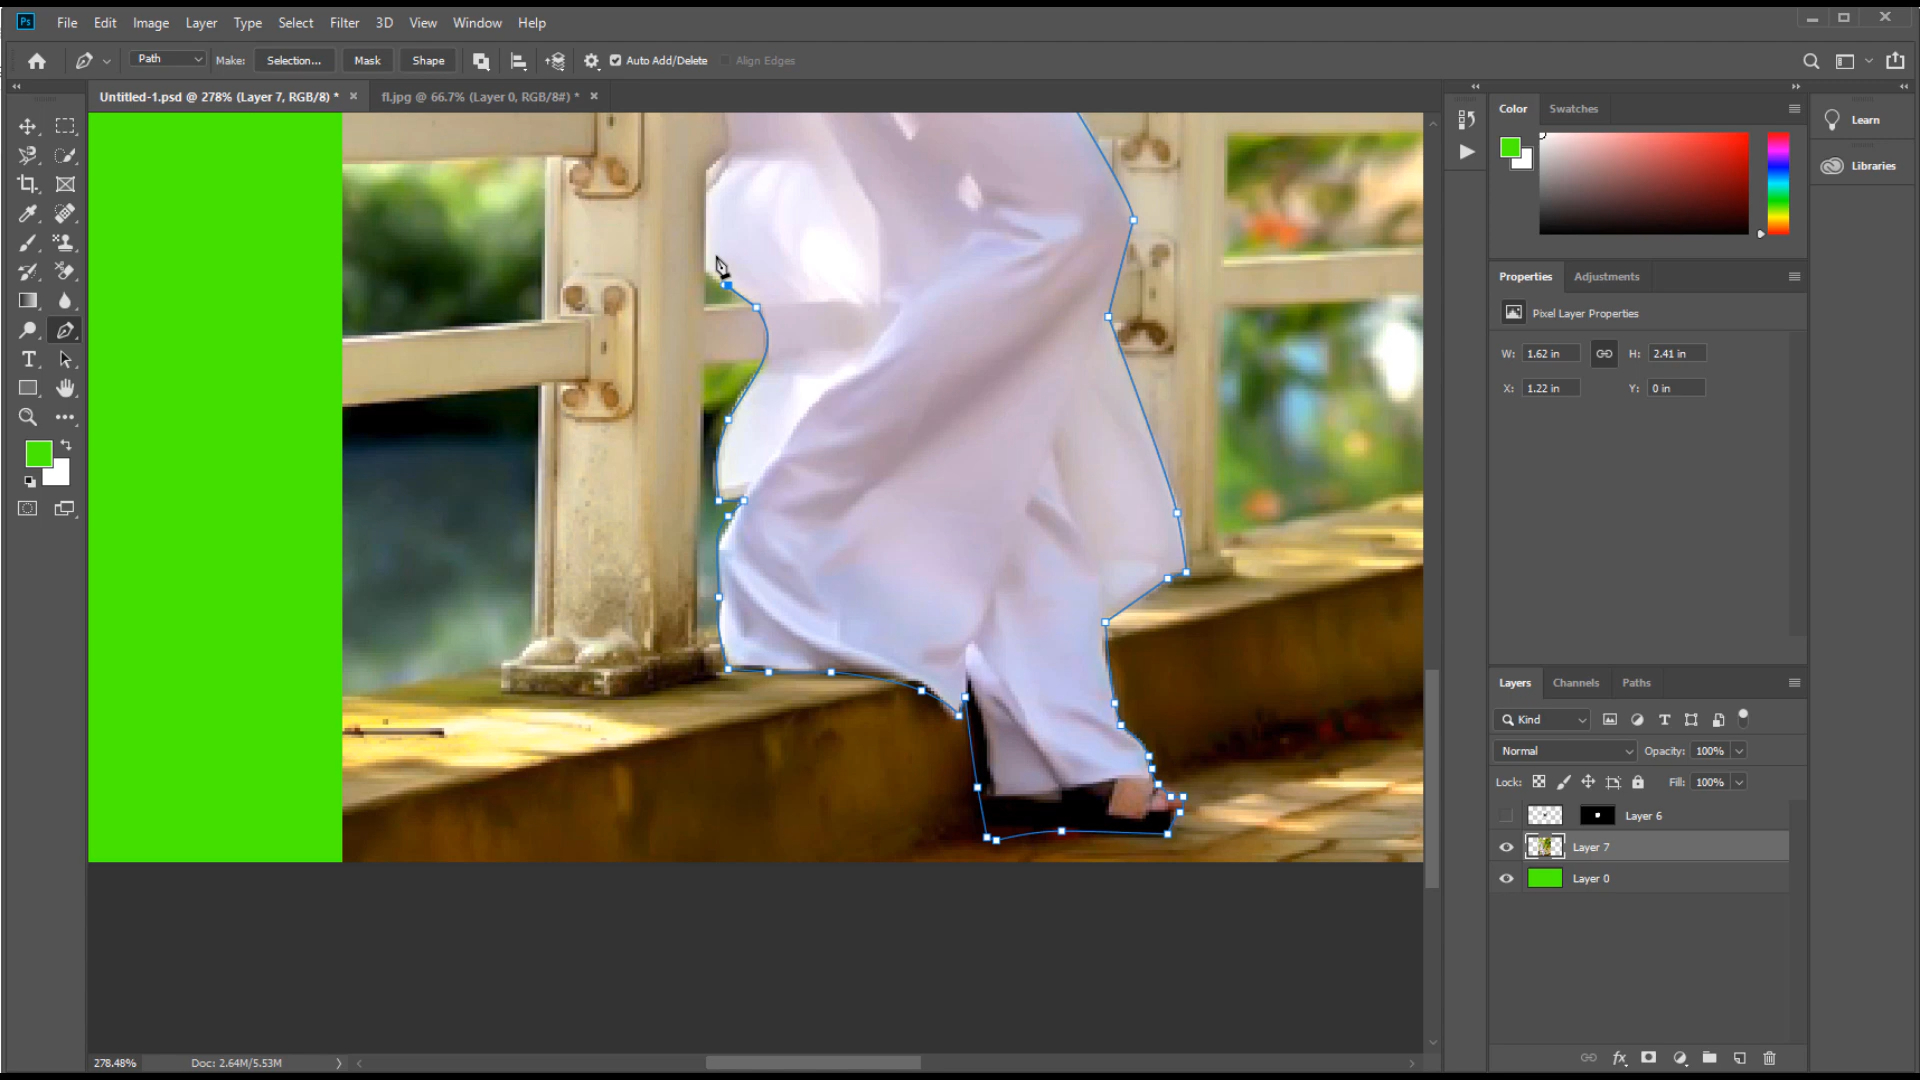 Ps File Edit Image Layer Type Select Filter 3D View Window Help
Path Make: Selection... Mask Shape Auto Add/Delete Align Edges
Untitled-1.psd @ 278% (Layer 7, RGB/8) * × fl.jpg @ 66.7% (Layer 0, RGB/8#) * ×
Color Swatches
Learn
Libraries
Properties Adjustments
Pixel Layer Properties
W: 1.62 in H: 2.41 in
X: 1.22 in Y: 0 in
Layers Channels Paths
Kind
Normal Opacity: 100%
Lock: Fill: 100%
Layer 6
Layer 7
Layer 0
278.48% Doc: 2.64M/5.53M